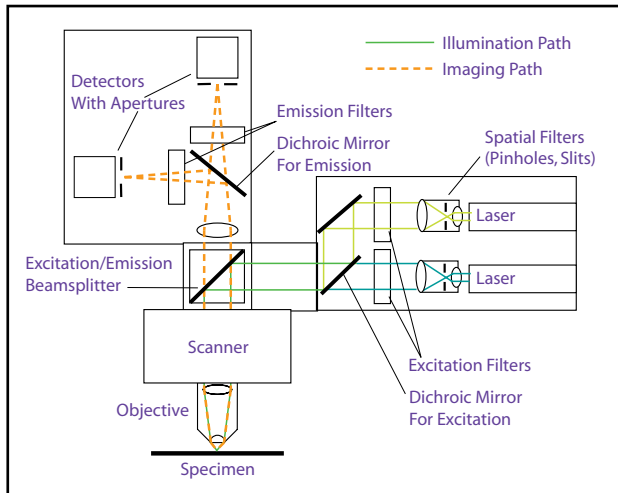 Illumination Path
Imaging Path
Detectors
With Apertures
Emission Filters
Dichroic Mirror
For Emission
Spatial Filters
(Pinholes, Slits)
Laser
Laser
Excitation/Emission
Beamsplitter
Scanner
Excitation Filters
Objective
Dichroic Mirror
For Excitation
Specimen